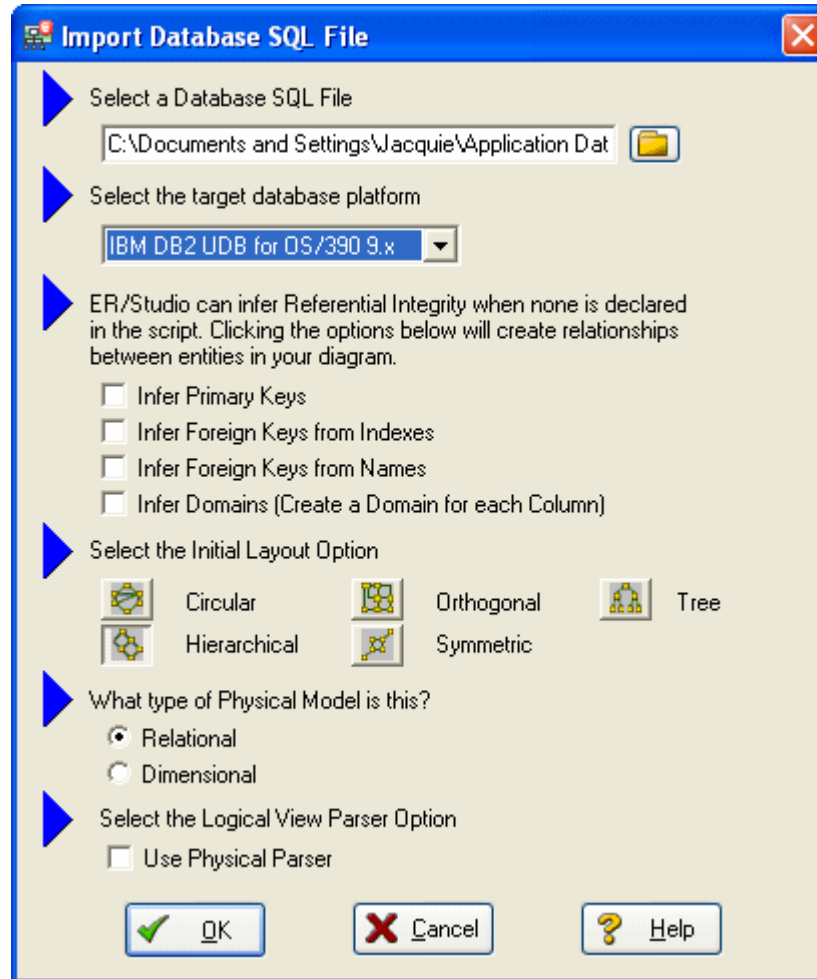 Import Database SQL File
Select a Database SQL File
C:\Documents and Settings\Jacquie\Application Dat
Select the target database platform
IBM DB2 UDB for OS/390 9.x
ER/Studio can infer Referential Integrity when none is declared
in the script. Clicking the options below will create relationships
between entities in your diagram.
Infer Primary Keys
Infer Foreign Keys from Indexes
Infer Foreign Keys from Names
Infer Domains (Create a Domain for each Column)
Select the Initial Layout Option
Circular Orthogonal Tree
Hierarchical Symmetric
What type of Physical Model is this?
Relational
Dimensional
Select the Logical View Parser Option
Use Physical Parser
OK Cancel Help